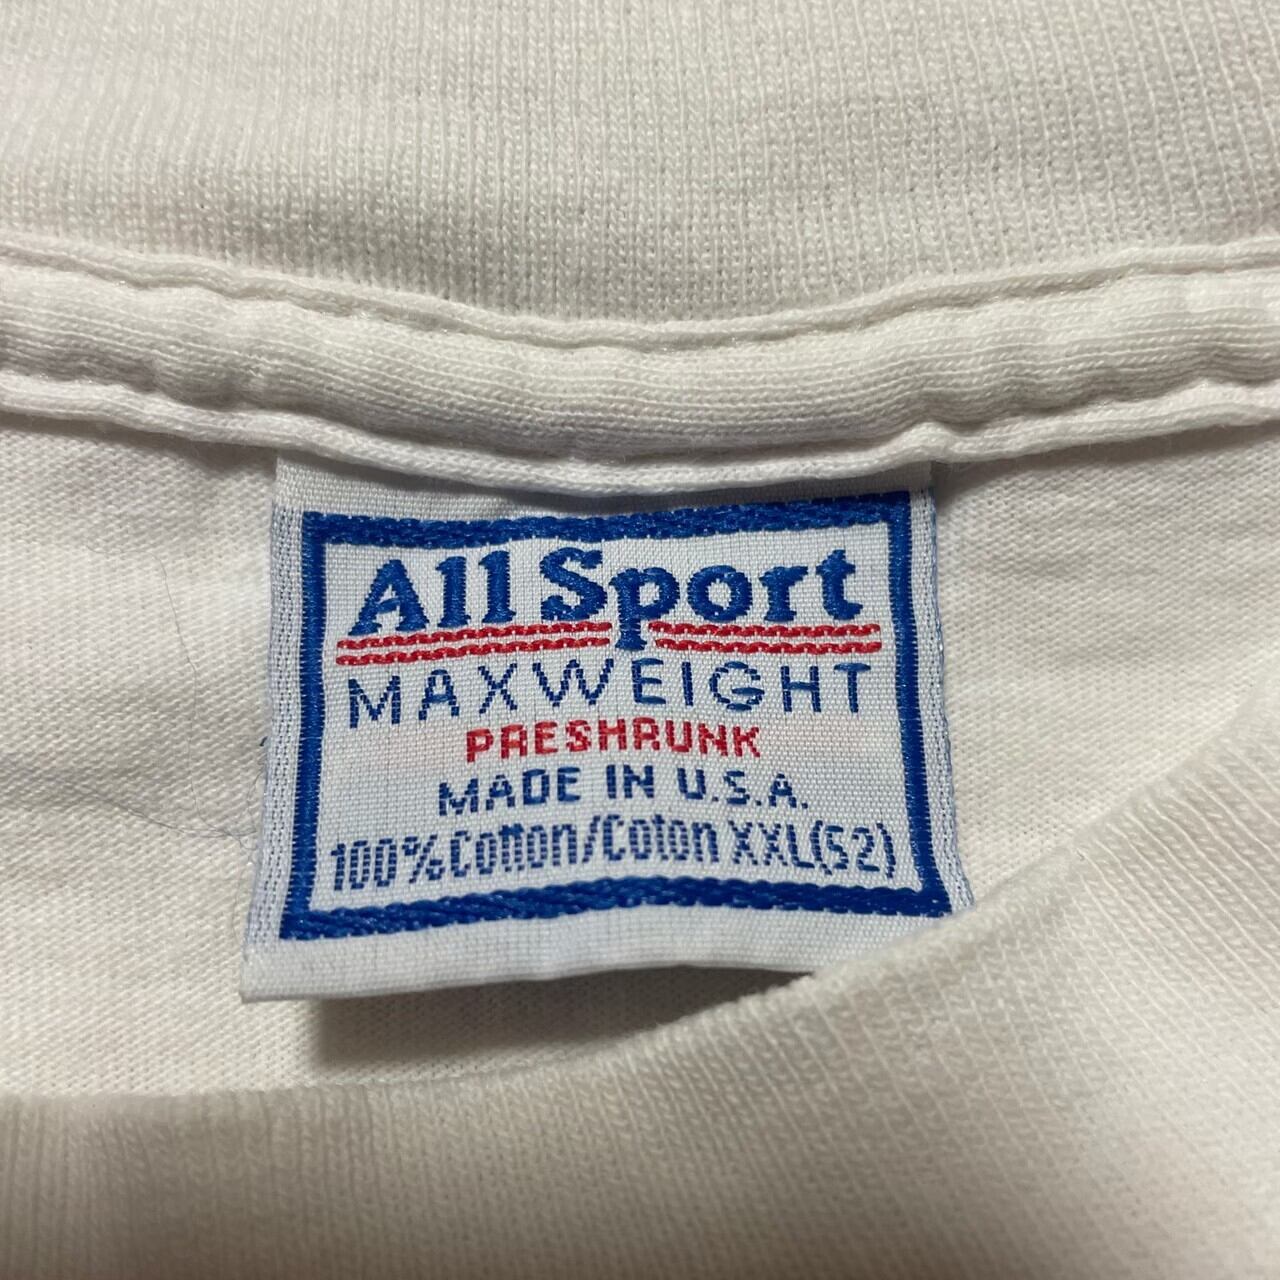 All Sport
MAXWEIGHT
PRESHRUNK
MADE IN U.S.A.
100% Cotton/Coton XXL(52)